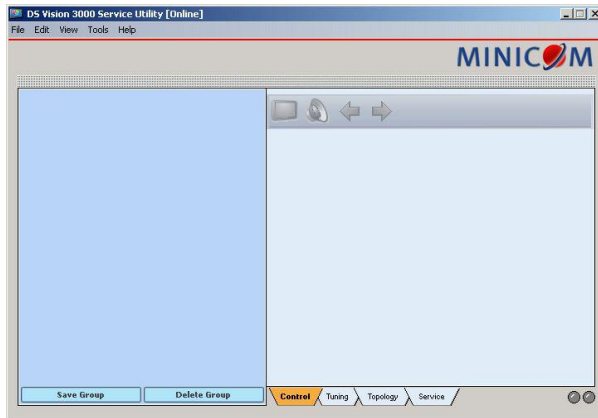 DS Vision 3000 Service Utility [Online]
File Edit View Tools Help
MINICOM
Save Group Delete Group Control Tuning Topology Service